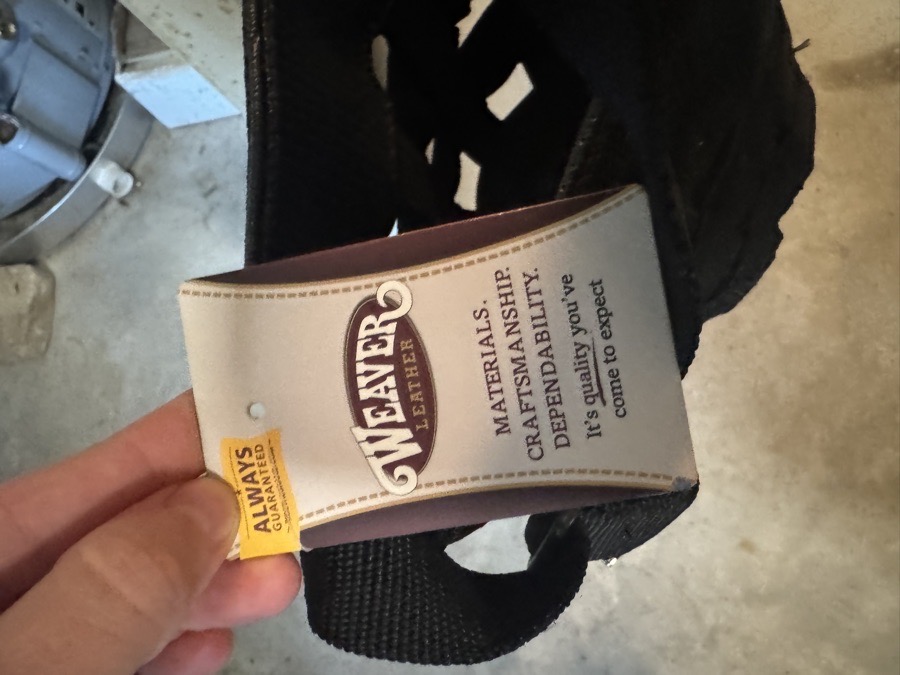 WEAVER
LEATHER
MATERIALS.
CRAFTSMANSHIP.
DEPENDABILITY.
It's quality you've
come to expect
ALWAYS
GUARANTEED